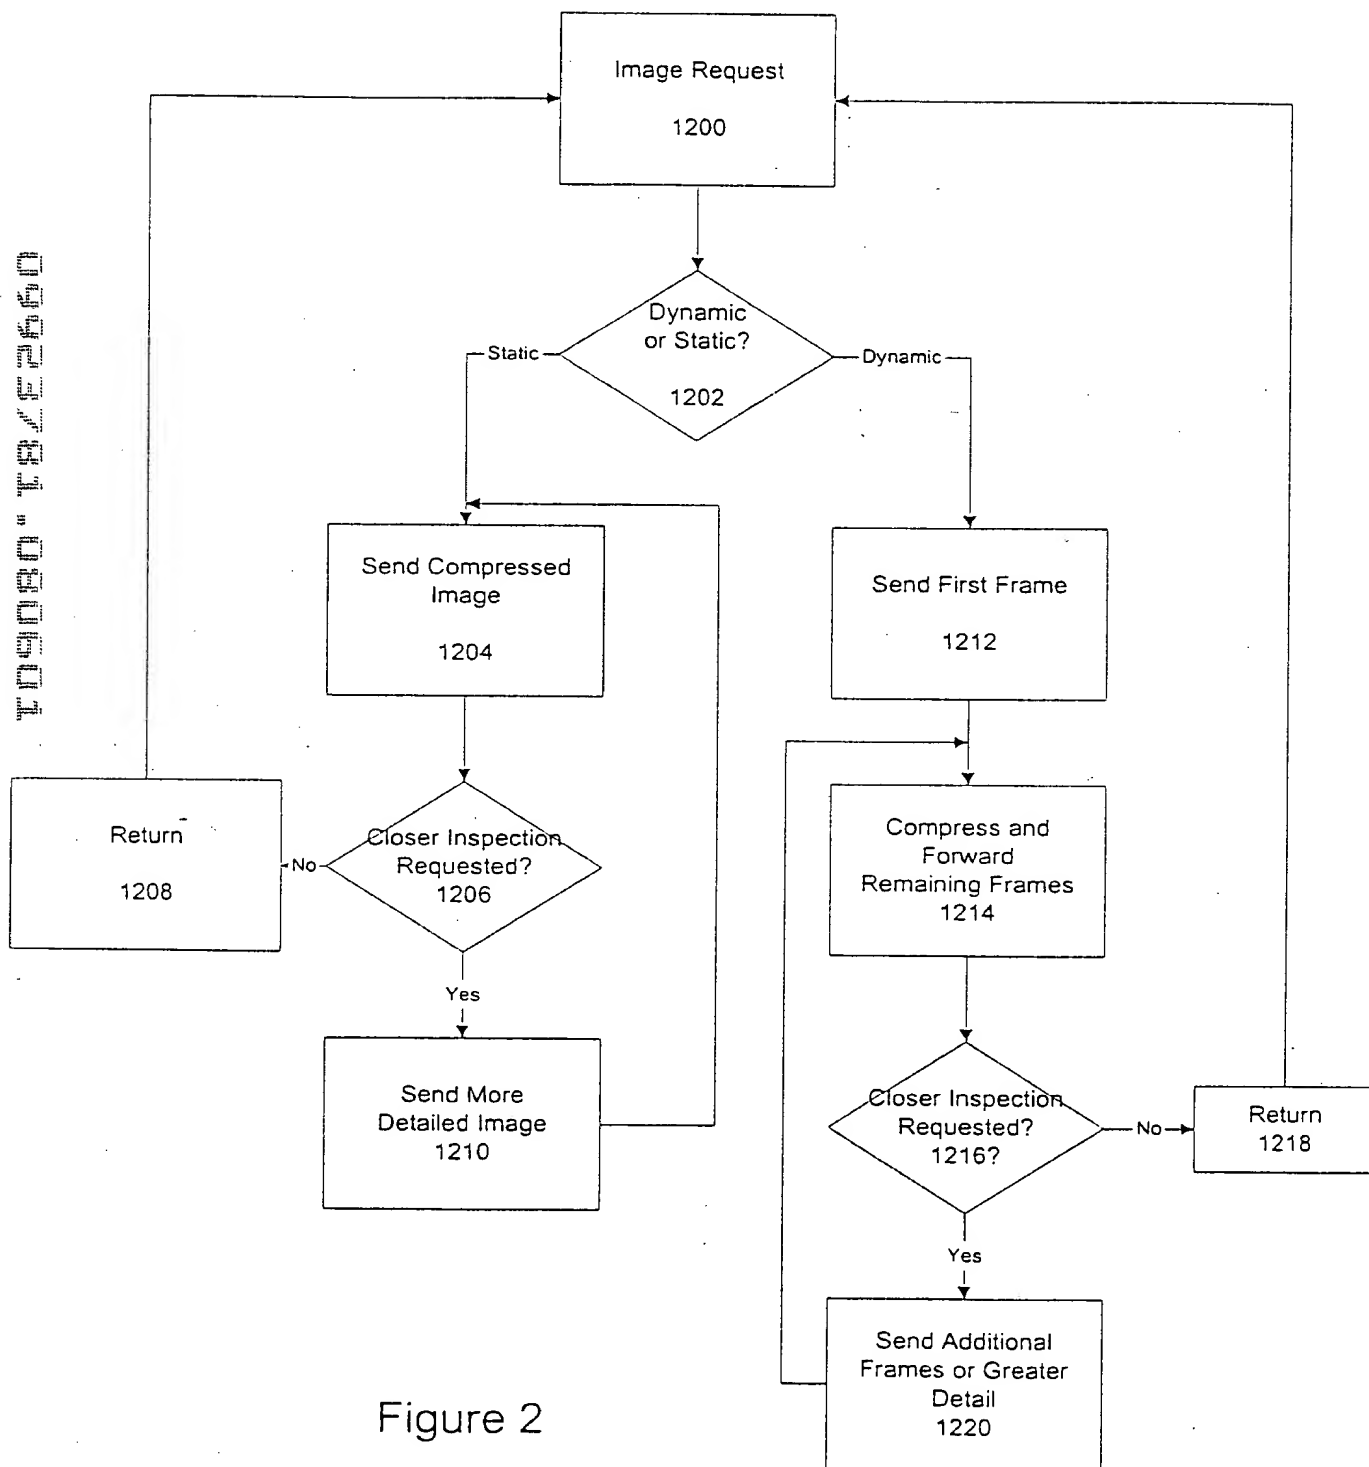 Image Request
1200
Dynamic
or Static?
1202
Static
Dynamic
Send Compressed
Image
1204
Send First Frame
1212
Return
1208
No
Closer Inspection
Requested?
1206
Compress and
Forward
Remaining Frames
1214
Yes
Send More
Detailed Image
1210
Closer Inspection
Requested?
1216?
No
Return
1218
Yes
Send Additional
Frames or Greater
Detail
1220
Figure 2